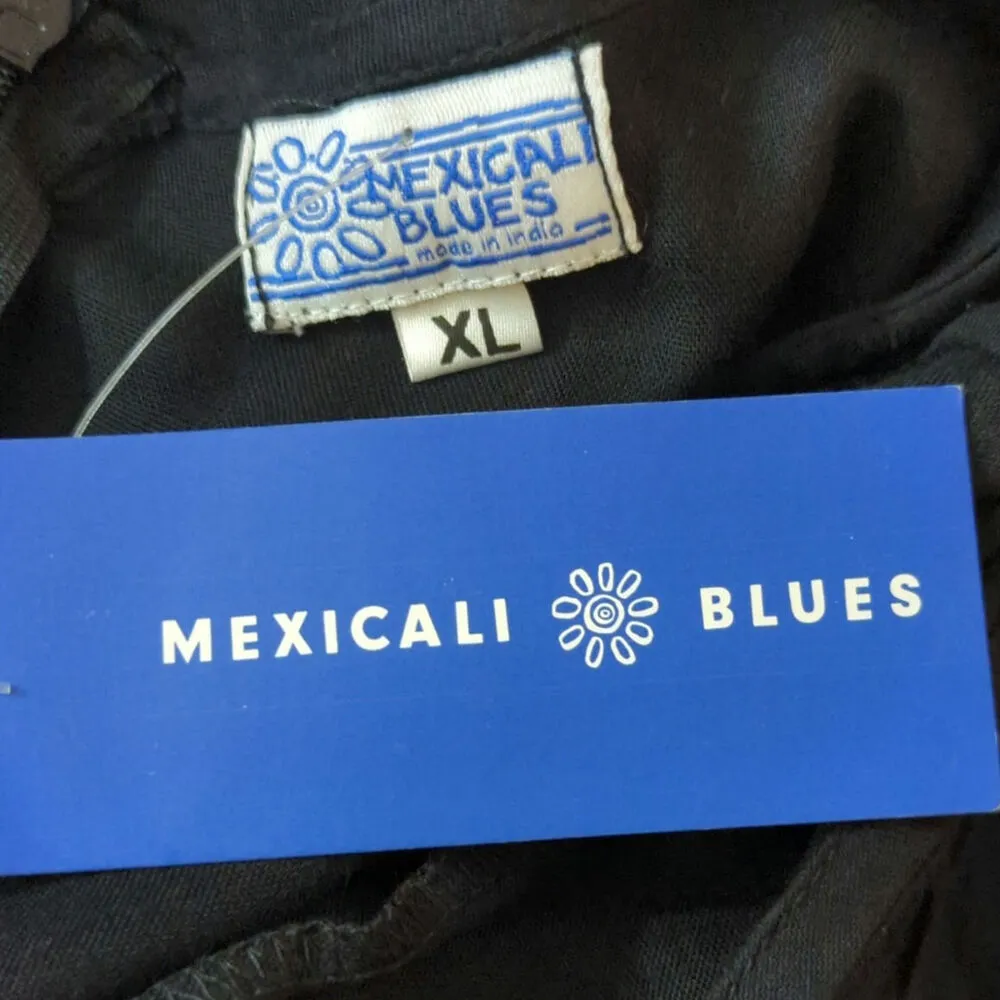 MEXICALI
BLUES
made in india
XL
MEXICALI BLUES